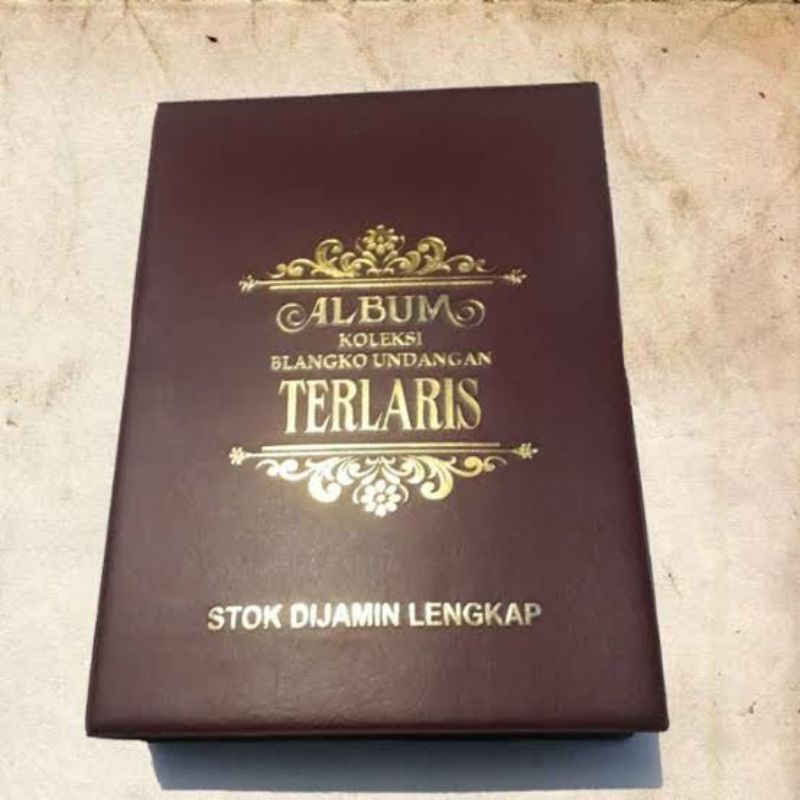 ALBUM
KOLEKSI
BLANGKO UNDANGAN
TERLARIS
STOK DIJAMIN LENGKAP